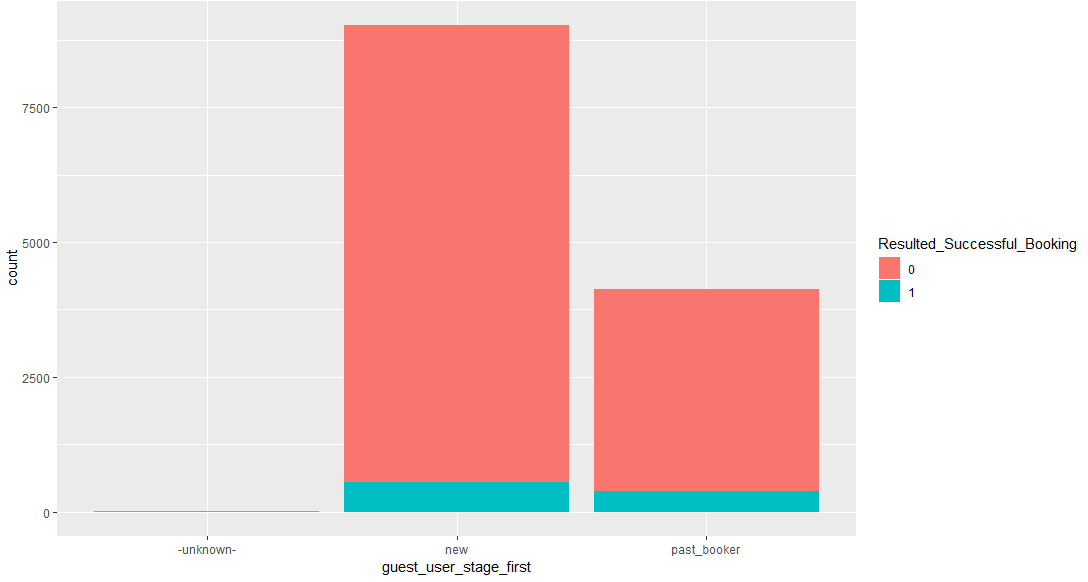 7500
5000
2500
0
count
-unknown-
new
past_booker
guest_user_stage_first
Resulted_Successful_Booking
0
1